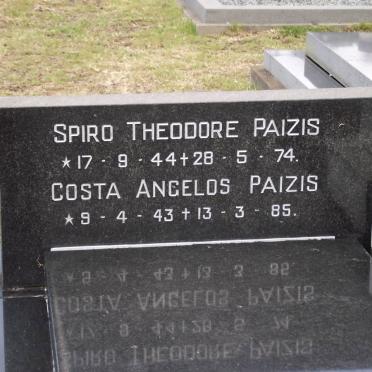 SPIRO THEODORE PAIZIS
★17 - 9 - 44✝28 - 5 - 74.
COSTA ANGELOS PAIZIS
★9 - 4 - 43✝13 - 3 - 85.